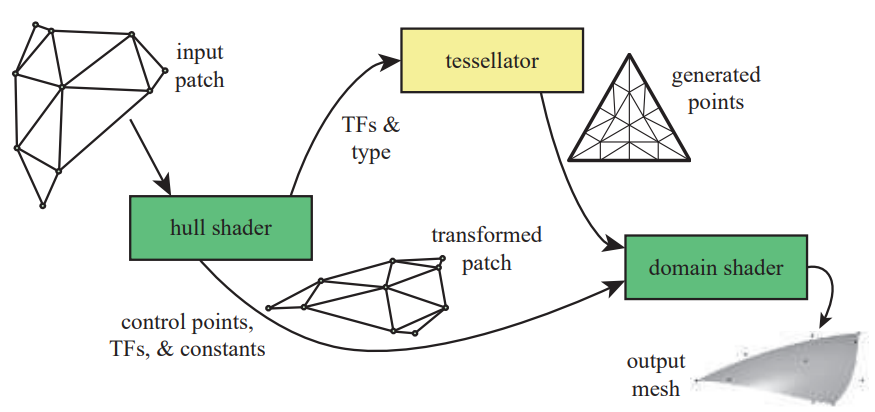 input
patch
tessellator
generated
points
TFs &
type
hull shader
transformed
patch
domain shader
control points,
TFs, & constants
output
mesh